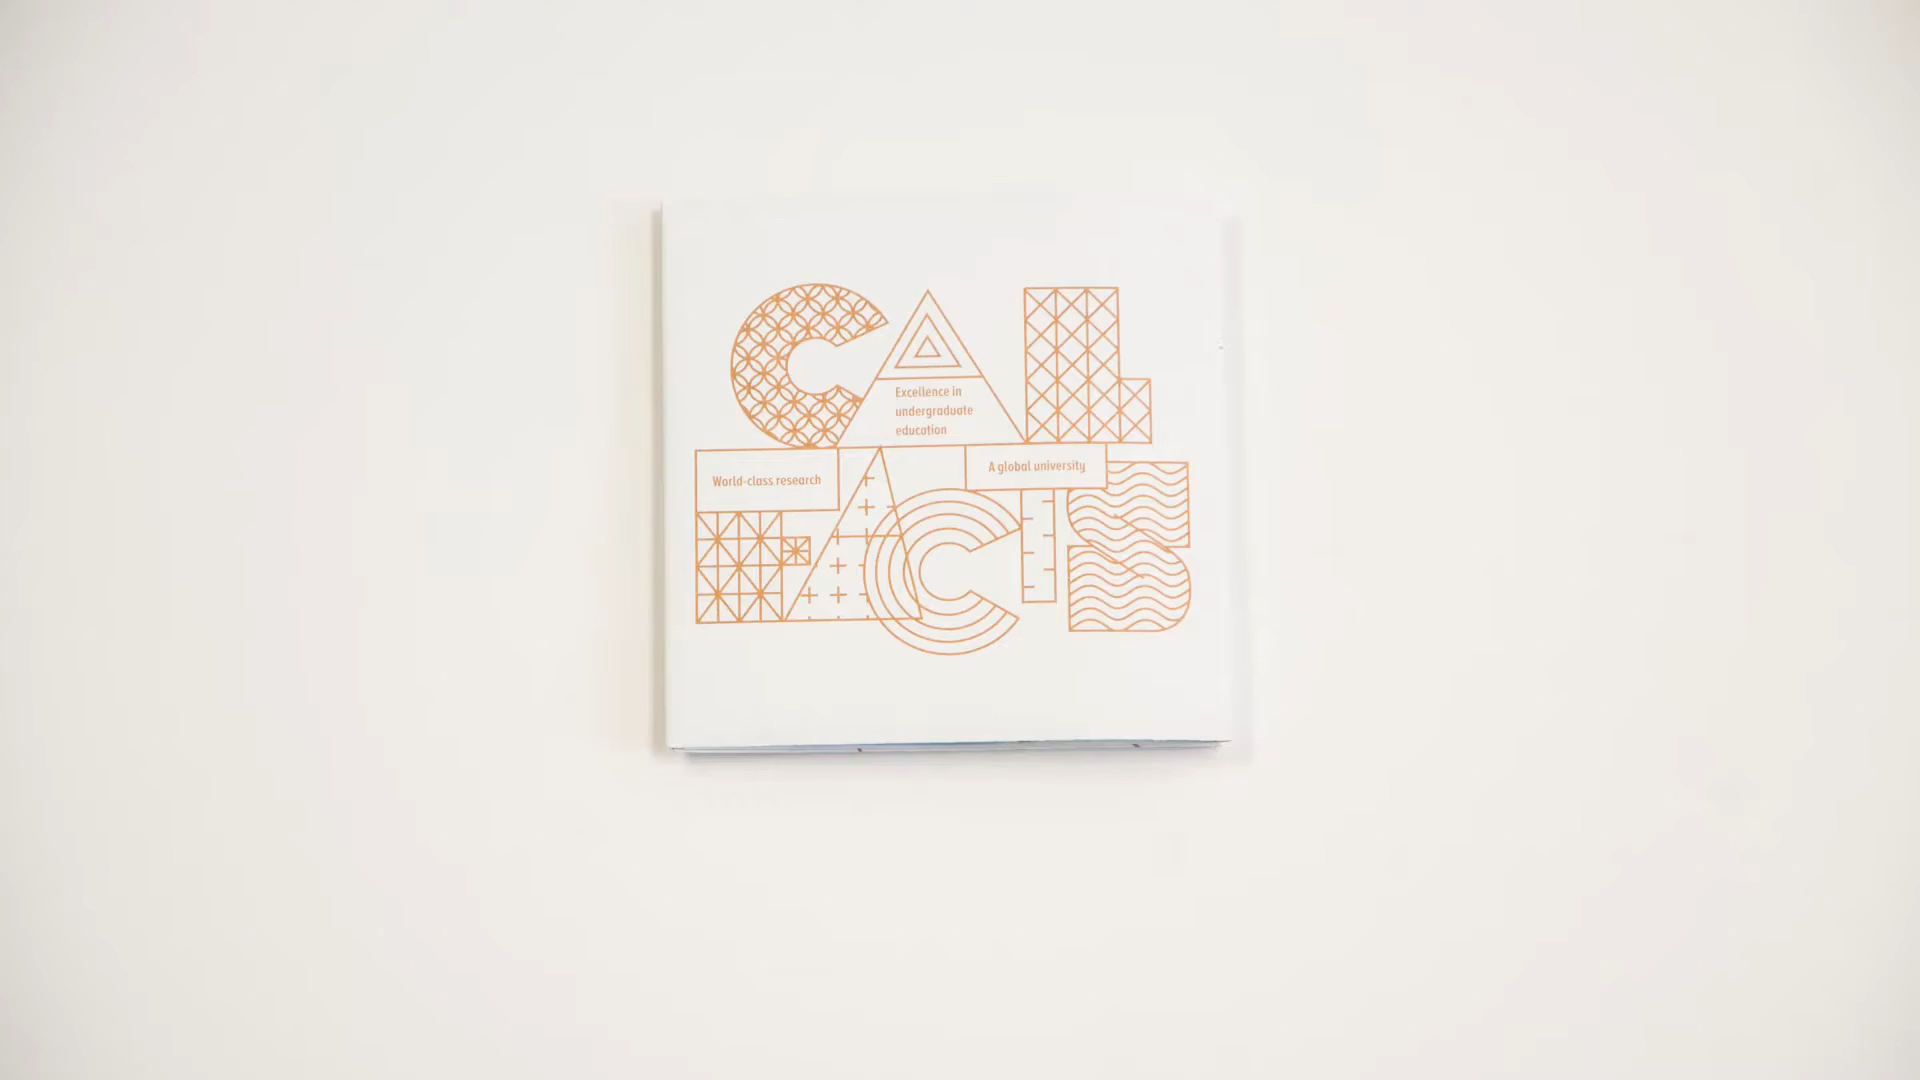 CAL
Excellence in
undergraduate
education
World-class research
A global university
FACTS